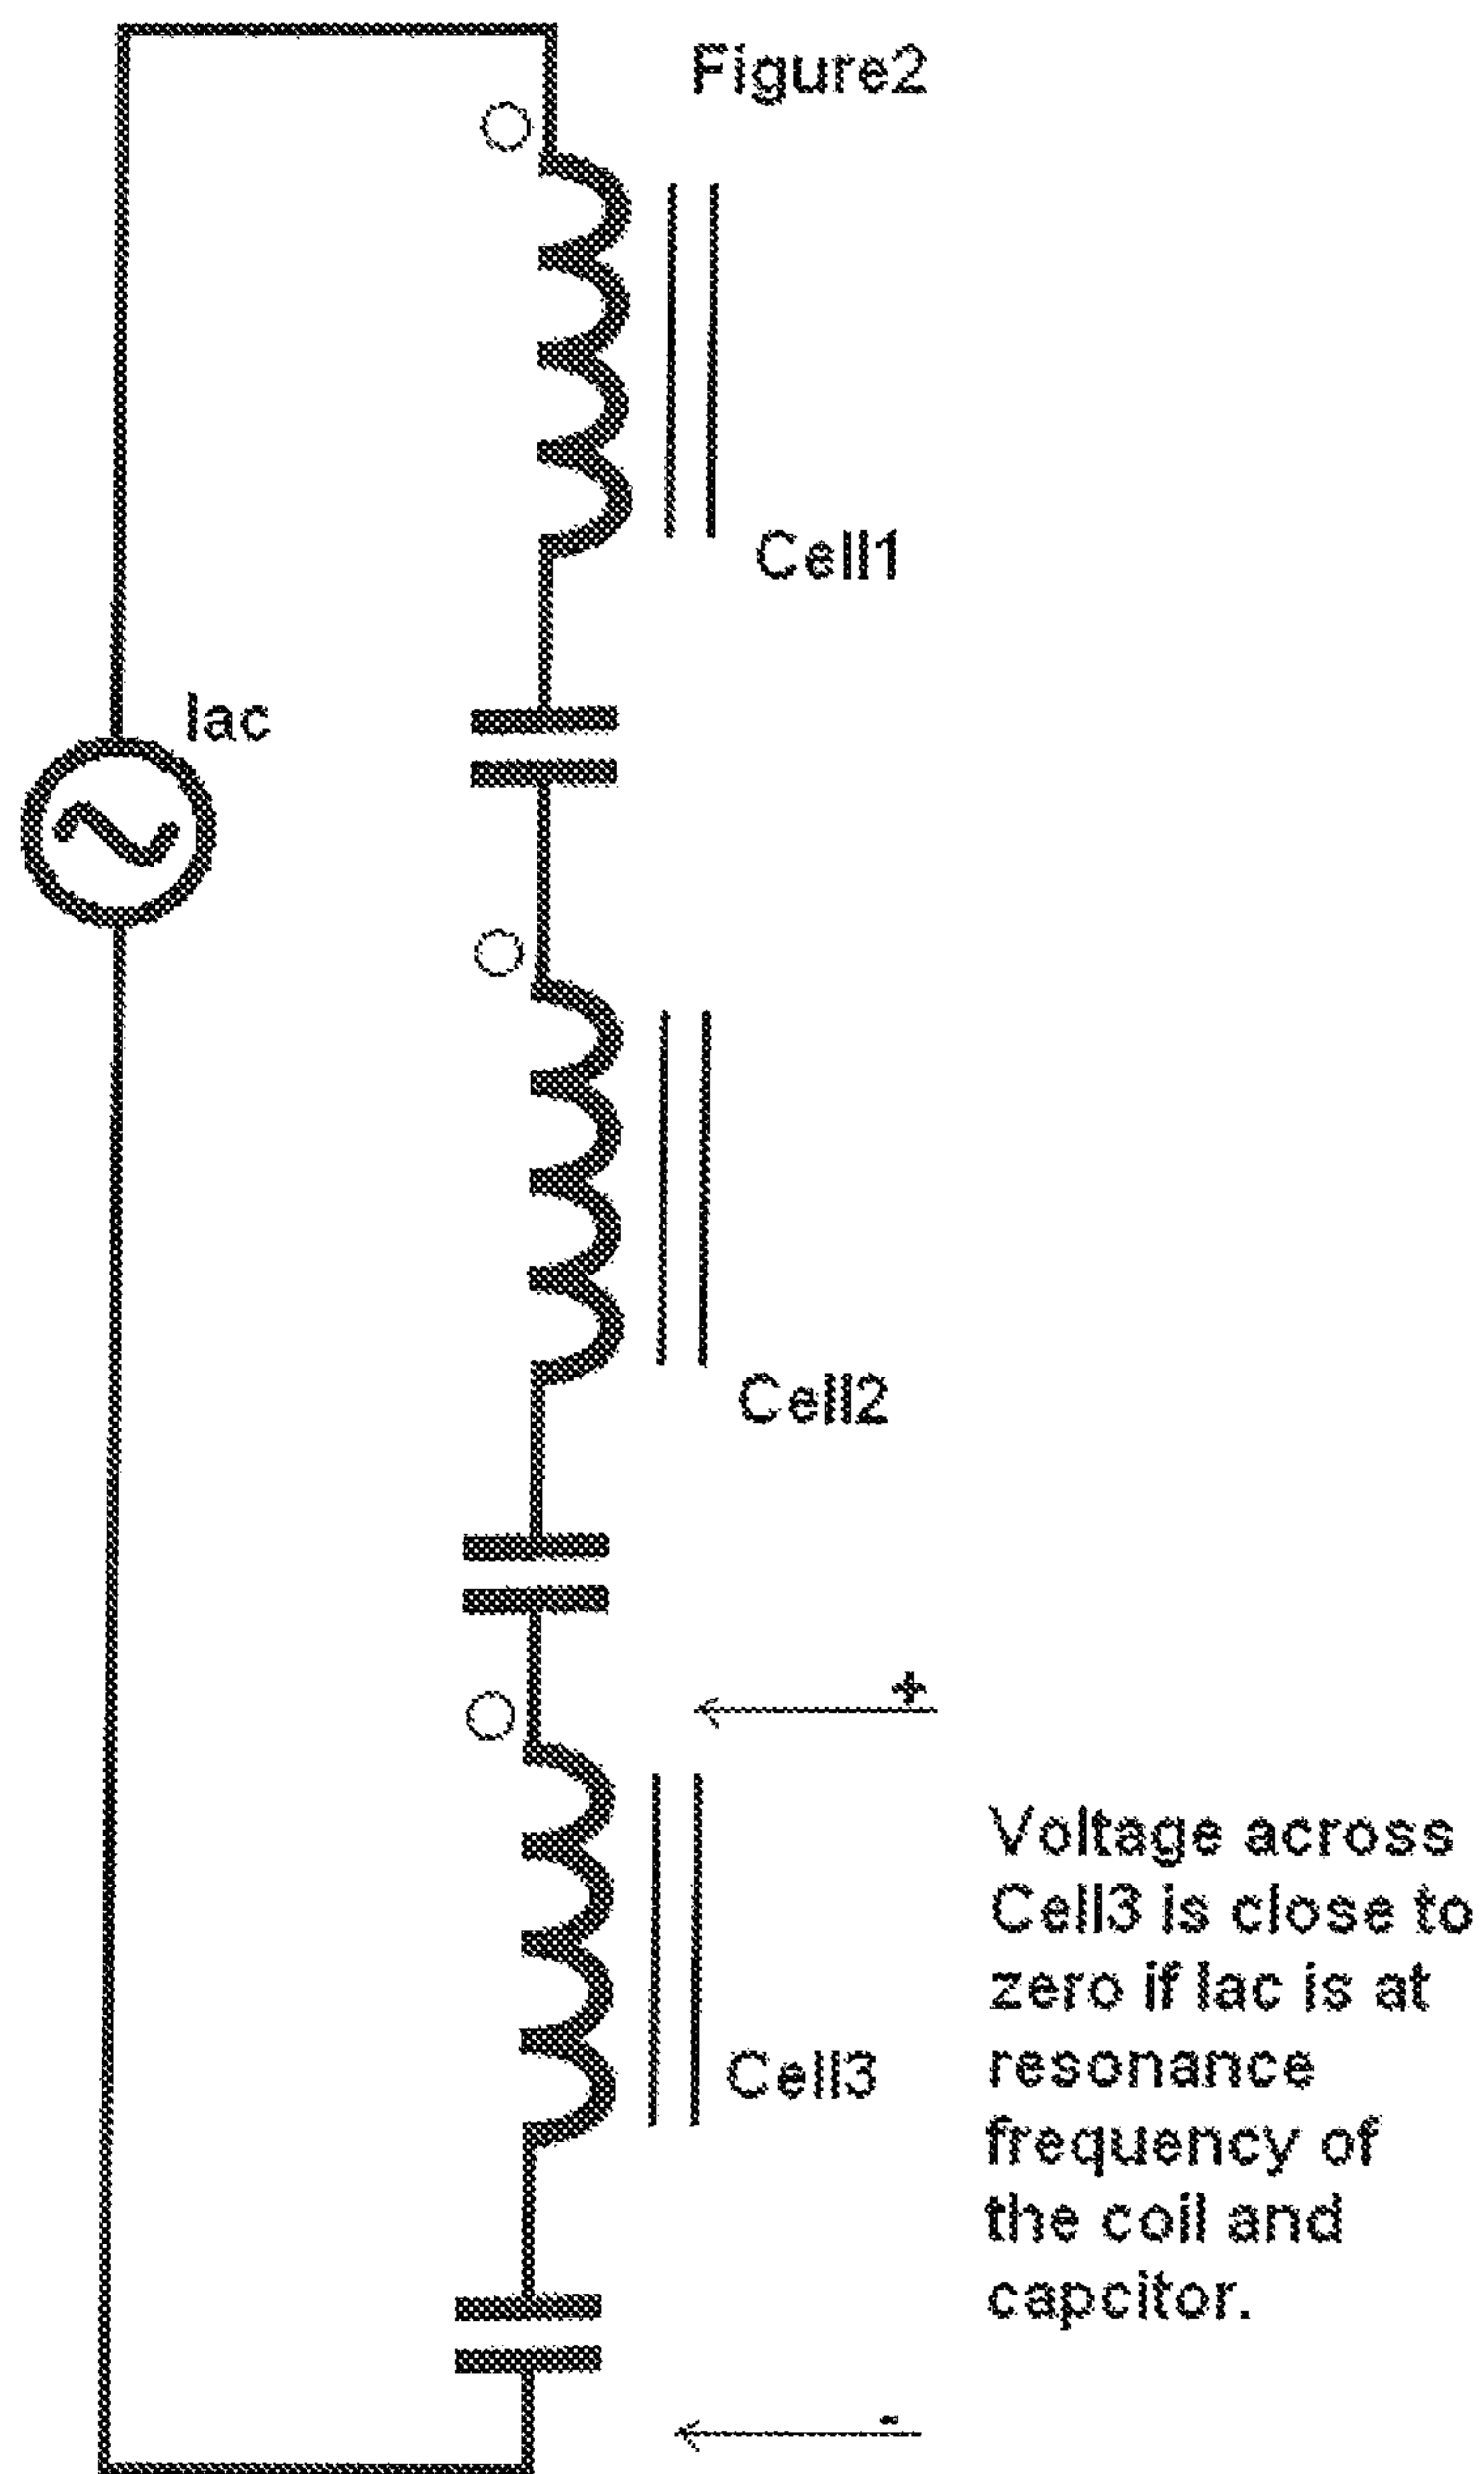 Figure2
Cell1
Iac
Cell2
+
Voltage across
Cell3 is close to
zero if Iac is at
resonance
Cell3
frequency of
the coil and
capcitor.
-